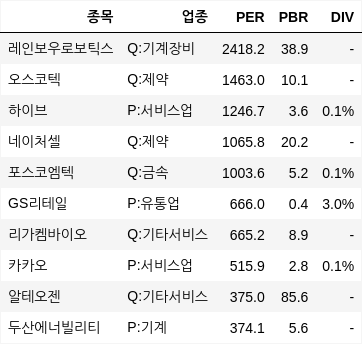 종목 업종 PER PBR DIV
레인보우로보틱스 Q:기계장비 2418.2 38.9 -
오스코텍 Q:제약 1463.0 10.1 -
하이브 P:서비스업 1246.7 3.6 0.1%
네이처셀 Q:제약 1065.8 20.2 -
포스코엠텍 Q:금속 1003.6 5.2 0.1%
GS리테일 P:유통업 666.0 0.4 3.0%
리가켐바이오 Q:기타서비스 665.2 8.9 -
카카오 P:서비스업 515.9 2.8 0.1%
알테오젠 Q:기타서비스 375.0 85.6 -
두산에너빌리티 P:기계 374.1 5.6 -